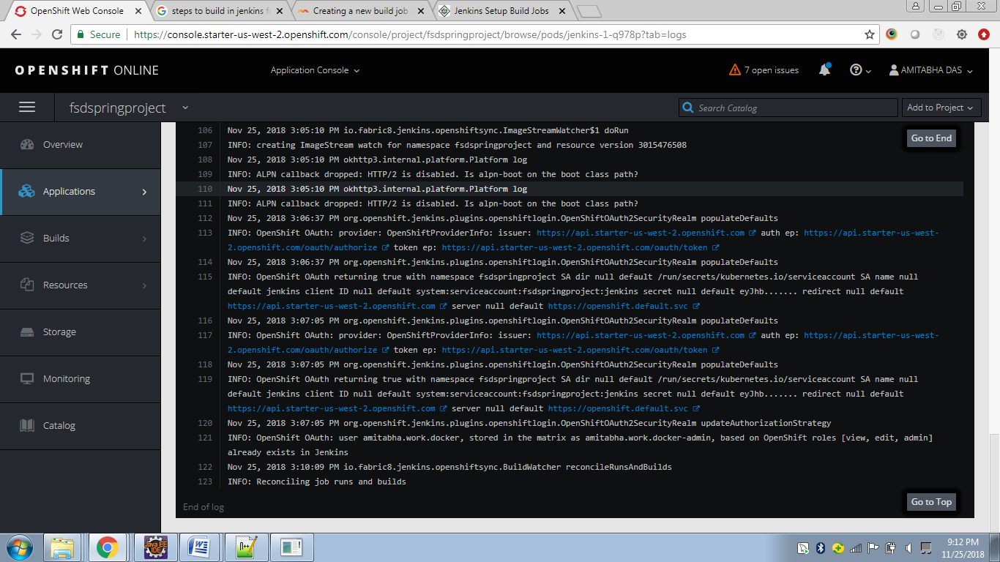 OpenShift Web Console
steps to build in jenkins f
Creating a new build job
Jenkins Setup Build Jobs
Secure
https://console.starter-us-west-2.openshift.com/console/project/fsdspringproject/browse/pods/jenkins-1-q978p?tab=logs
OPENSHIFT ONLINE
Application Console
7 open issues
AMITABHA DAS
fsdspringproject
Search Catalog
Add to Project
Overview
Applications
Builds
Resources
Storage
Monitoring
Catalog
Go to End
106 Nov 25, 2018 3:05:10 PM io.fabric8.jenkins.openshiftsync.ImageStreamWatcher$1 doRun
107 INFO: creating ImageStream watch for namespace fsdspringproject and resource version 3015476508
108 Nov 25, 2018 3:05:10 PM okhttp3.internal.platform.Platform log
109 INFO: ALPN callback dropped: HTTP/2 is disabled. Is alpn-boot on the boot class path?
110 Nov 25, 2018 3:05:10 PM okhttp3.internal.platform.Platform log
111 INFO: ALPN callback dropped: HTTP/2 is disabled. Is alpn-boot on the boot class path?
112 Nov 25, 2018 3:06:37 PM org.openshift.jenkins.plugins.openshiftlogin.OpenShiftOAuth2SecurityRealm populateDefaults
113 INFO: OpenShift OAuth: provider: OpenShiftProviderInfo: issuer: https://api.starter-us-west-2.openshift.com auth ep: https://api.starter-us-west-
2.openshift.com/oauth/authorize token ep: https://api.starter-us-west-2.openshift.com/oauth/token
114 Nov 25, 2018 3:06:37 PM org.openshift.jenkins.plugins.openshiftlogin.OpenShiftOAuth2SecurityRealm populateDefaults
115 INFO: OpenShift OAuth returning true with namespace fsdspringproject SA dir null default /run/secrets/kubernetes.io/serviceaccount SA name null
default jenkins client ID null default system:serviceaccount:fsdspringproject:jenkins secret null default eyJhb....... redirect null default
https://api.starter-us-west-2.openshift.com server null default https://openshift.default.svc
116 Nov 25, 2018 3:07:05 PM org.openshift.jenkins.plugins.openshiftlogin.OpenShiftOAuth2SecurityRealm populateDefaults
117 INFO: OpenShift OAuth: provider: OpenShiftProviderInfo: issuer: https://api.starter-us-west-2.openshift.com auth ep: https://api.starter-us-west-
2.openshift.com/oauth/authorize token ep: https://api.starter-us-west-2.openshift.com/oauth/token
118 Nov 25, 2018 3:07:05 PM org.openshift.jenkins.plugins.openshiftlogin.OpenShiftOAuth2SecurityRealm populateDefaults
119 INFO: OpenShift OAuth returning true with namespace fsdspringproject SA dir null default /run/secrets/kubernetes.io/serviceaccount SA name null
default jenkins client ID null default system:serviceaccount:fsdspringproject:jenkins secret null default eyJhb....... redirect null default
https://api.starter-us-west-2.openshift.com server null default https://openshift.default.svc
120 Nov 25, 2018 3:07:05 PM org.openshift.jenkins.plugins.openshiftlogin.OpenShiftOAuth2SecurityRealm updateAuthorizationStrategy
121 INFO: OpenShift OAuth: user amitabha.work.docker, stored in the matrix as amitabha.work.docker-admin, based on OpenShift roles [view, edit, admin]
already exists in Jenkins
122 Nov 25, 2018 3:10:09 PM io.fabric8.jenkins.openshiftsync.BuildWatcher reconcileRunsAndBuilds
123 INFO: Reconciling job runs and builds
End of log
Go to Top
Java EE
IDE
9:12 PM
11/25/2018